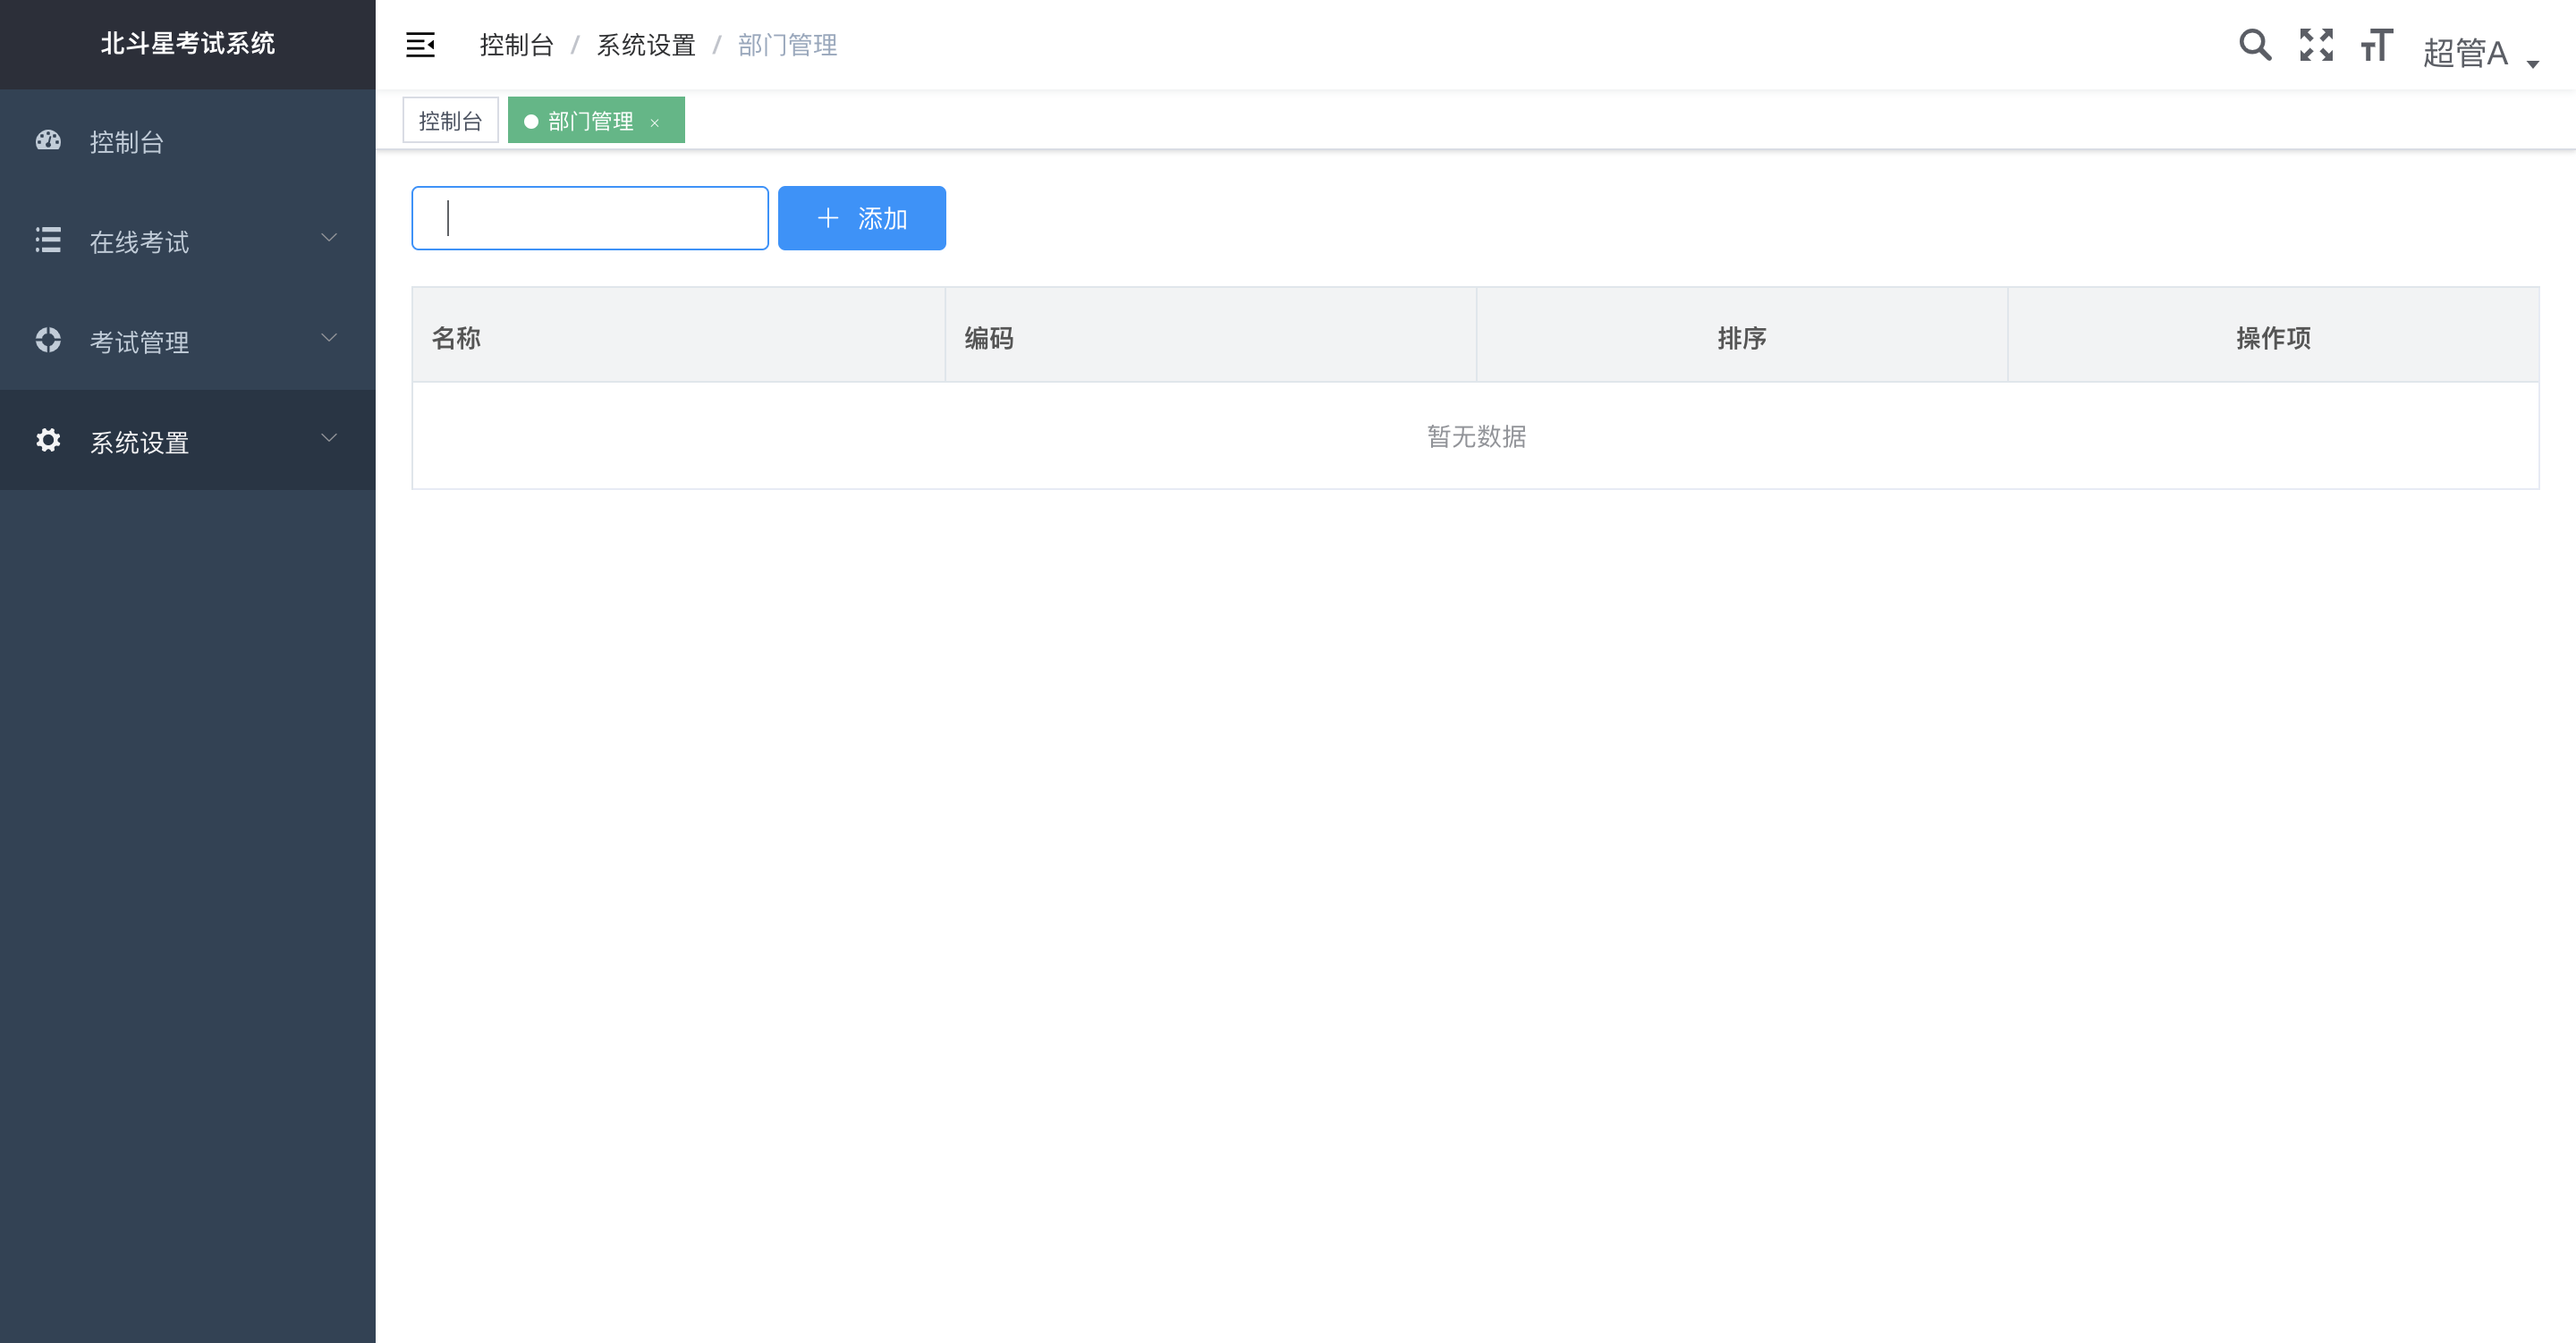 北斗星考试系统
控制台
在线考试
考试管理
系统设置
控制台 / 系统设置 / 部门管理
超管A
控制台
部门管理 ×
添加
名称 编码 排序 操作项
暂无数据